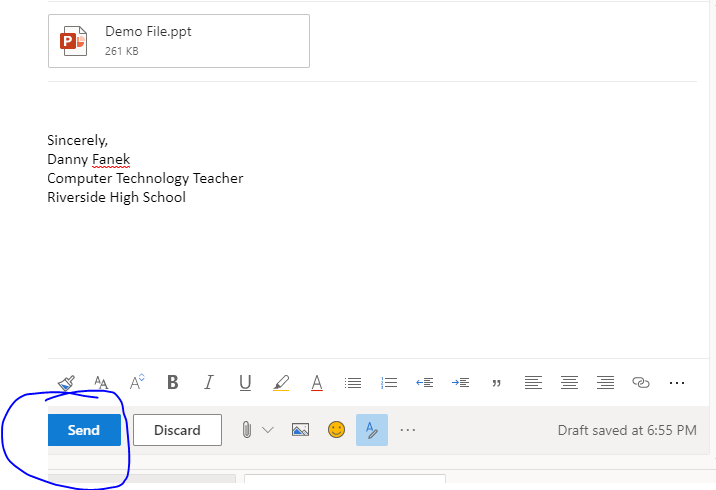 Demo File.ppt
261 KB
Sincerely,
Danny Fanek
Computer Technology Teacher
Riverside High School
B I U A
Send Discard Draft saved at 6:55 PM